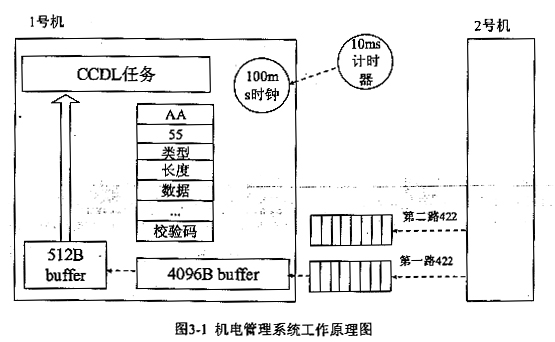 1号机
2号机
CCDL任务
100m
s时钟
10ms
计时
器
AA
55
类型
长度
数据
...
校验码
512B
buffer
4096B buffer
第二路422
第一路422
图3-1 机电管理系统工作原理图